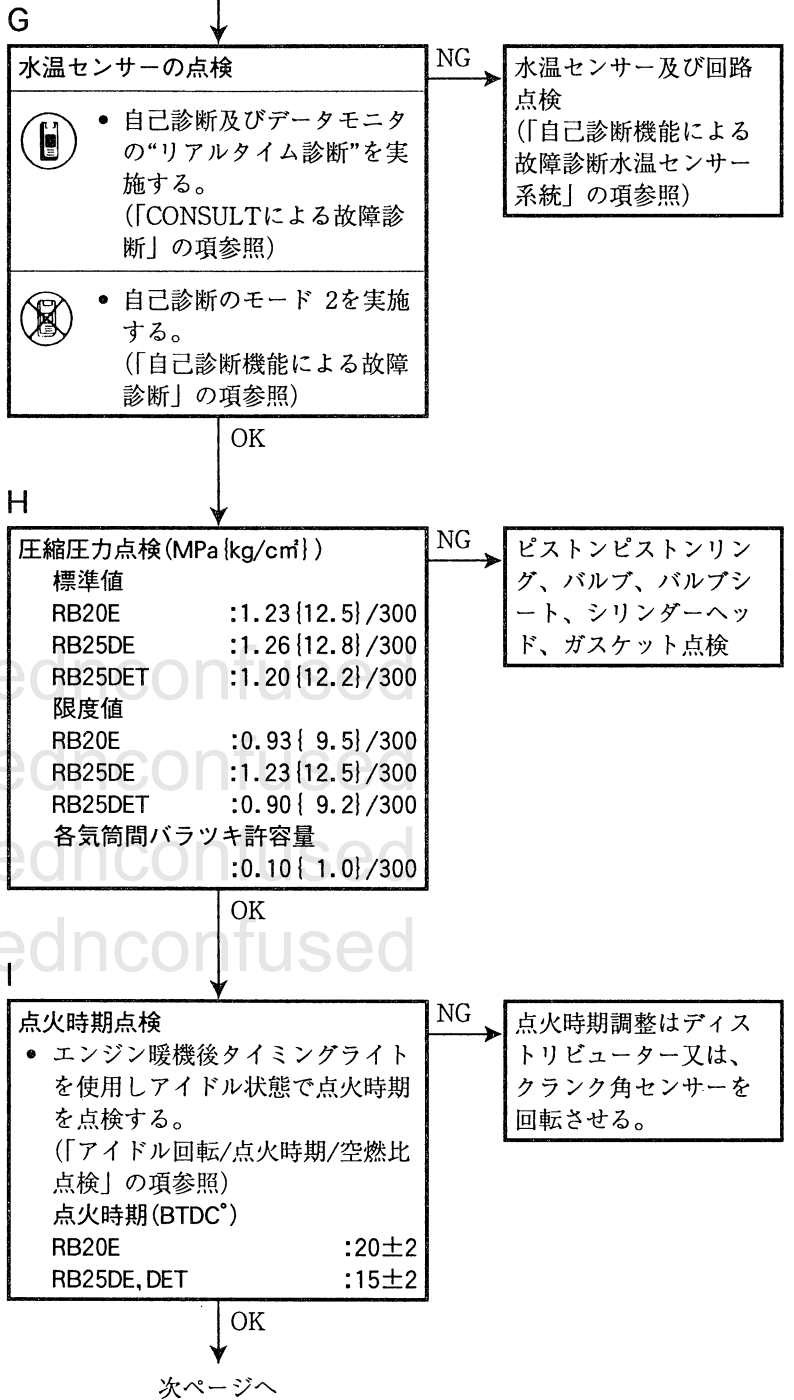 G
水温センサーの点検
NG
水温センサー及び回路
点検
(「自己診断機能による
故障診断水温センサー
系統」の項参照)
• 自己診断及びデータモニタ
の“リアルタイム診断”を実
施する。
(「CONSULTによる故障診
断」の項参照)
• 自己診断のモード 2を実施
する。
(「自己診断機能による故障
診断」の項参照)
OK
H
圧縮圧力点検(MPa{kg/cm²})
標準値
RB20E :1.23{12.5}/300
RB25DE :1.26{12.8}/300
RB25DET :1.20{12.2}/300
限度値
RB20E :0.93{ 9.5}/300
RB25DE :1.23{12.5}/300
RB25DET :0.90{ 9.2}/300
各気筒間バラツキ許容量
:0.10{ 1.0}/300
NG
ピストンピストンリン
グ、バルブ、バルブシ
ート、シリンダーヘッ
ド、ガスケット点検
OK
I
点火時期点検
• エンジン暖機後タイミングライト
を使用しアイドル状態で点火時期
を点検する。
(「アイドル回転/点火時期/空燃比
点検」の項参照)
点火時期(BTDC°)
RB20E :20±2
RB25DE,DET :15±2
NG
点火時期調整はディス
トリビューター又は、
クランク角センサーを
回転させる。
OK
次ページへ
ednconfused
ednconfused
ednconfused
ednconfused